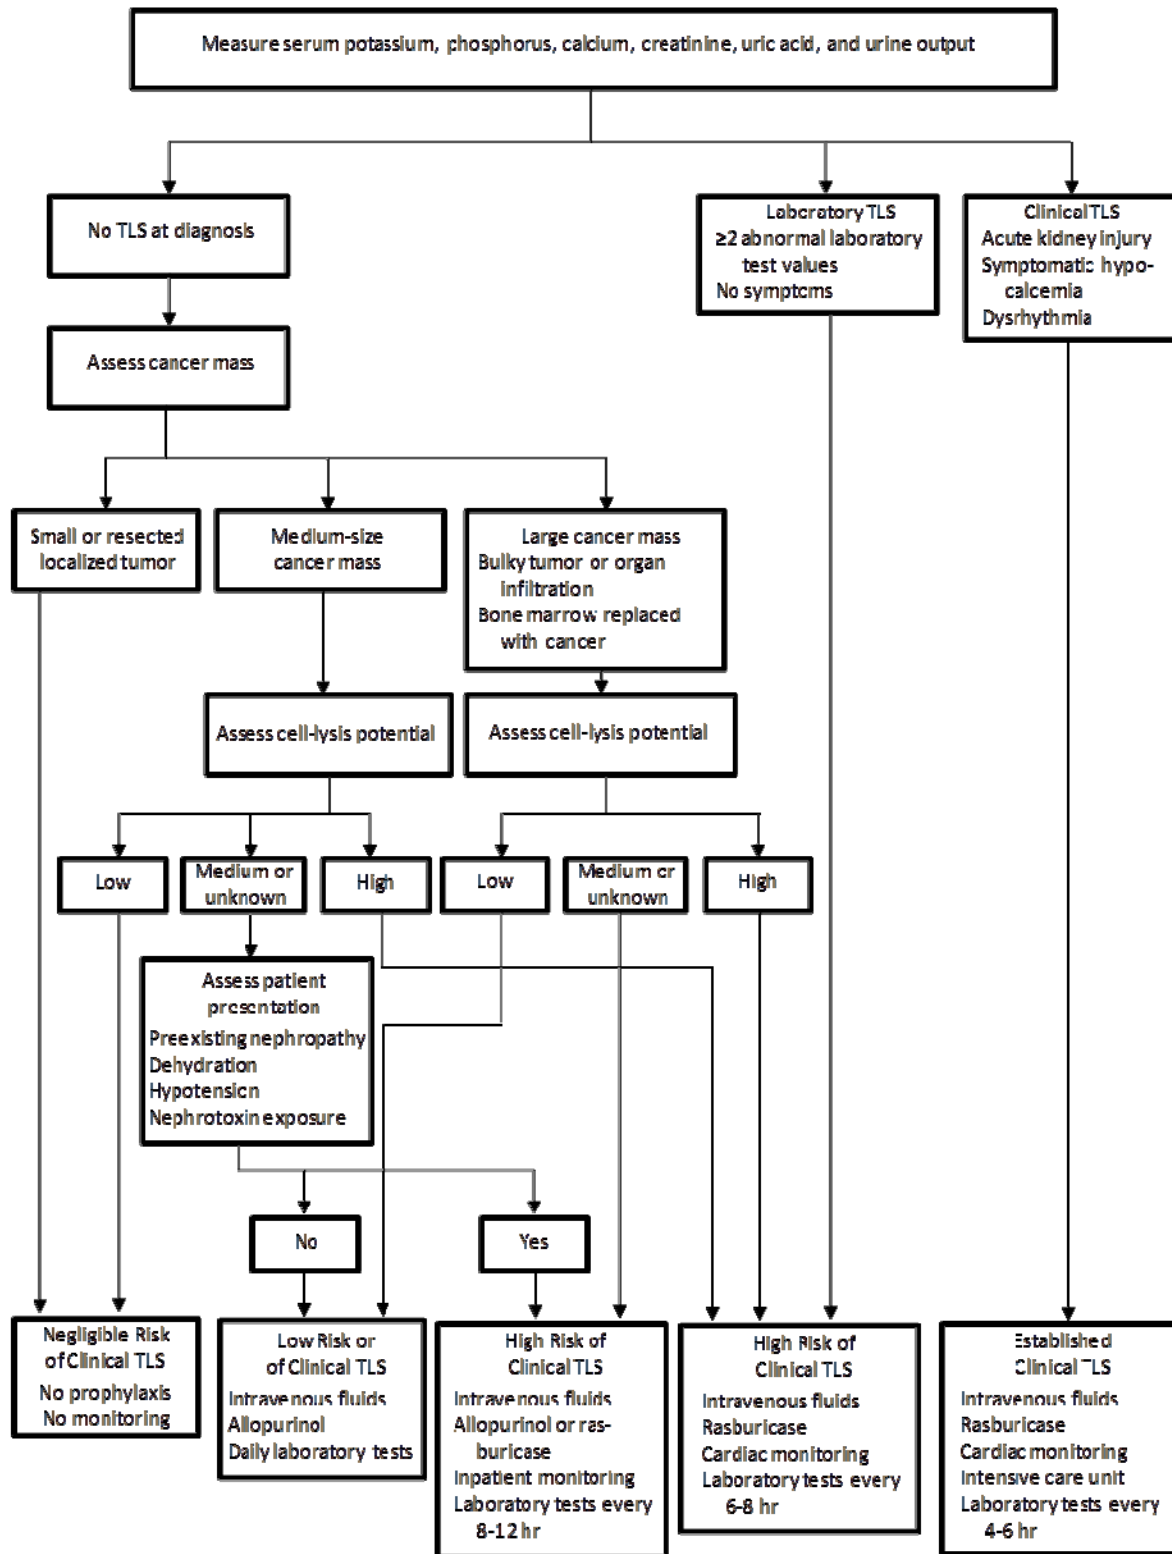 Measure serum potassium, phosphorus, calcium, creatinine, uric acid, and urine output
No TLS at diagnosis
Laboratory TLS
≥2 abnormal laboratory
test values
No symptoms
Clinical TLS
Acute kidney injury
Symptomatic hypo-
calcemia
Dysrhythmia
Assess cancer mass
Small or resected
localized tumor
Medium-size
cancer mass
Large cancer mass
Bulky tumor or organ
infiltration
Bone marrow replaced
with cancer
Assess cell-lysis potential
Assess cell-lysis potential
Low
Medium or
unknown
High
Low
Medium or
unknown
High
Assess patient
presentation
Preexisting nephropathy
Dehydration
Hypotension
Nephrotoxin exposure
No
Yes
Negligible Risk
of Clinical TLS
No prophylaxis
No monitoring
Low Risk or
of Clinical TLS
Intravenous fluids
Allopurinol
Daily laboratory tests
High Risk of
Clinical TLS
Intravenous fluids
Allopurinol or ras-
buricase
Inpatient monitoring
Laboratory tests every
8-12 hr
High Risk of
Clinical TLS
Intravenous fluids
Rasburicase
Cardiac monitoring
Laboratory tests every
6-8 hr
Established
Clinical TLS
Intravenous fluids
Rasburicase
Cardiac monitoring
Intensive care unit
Laboratory tests every
4-6 hr